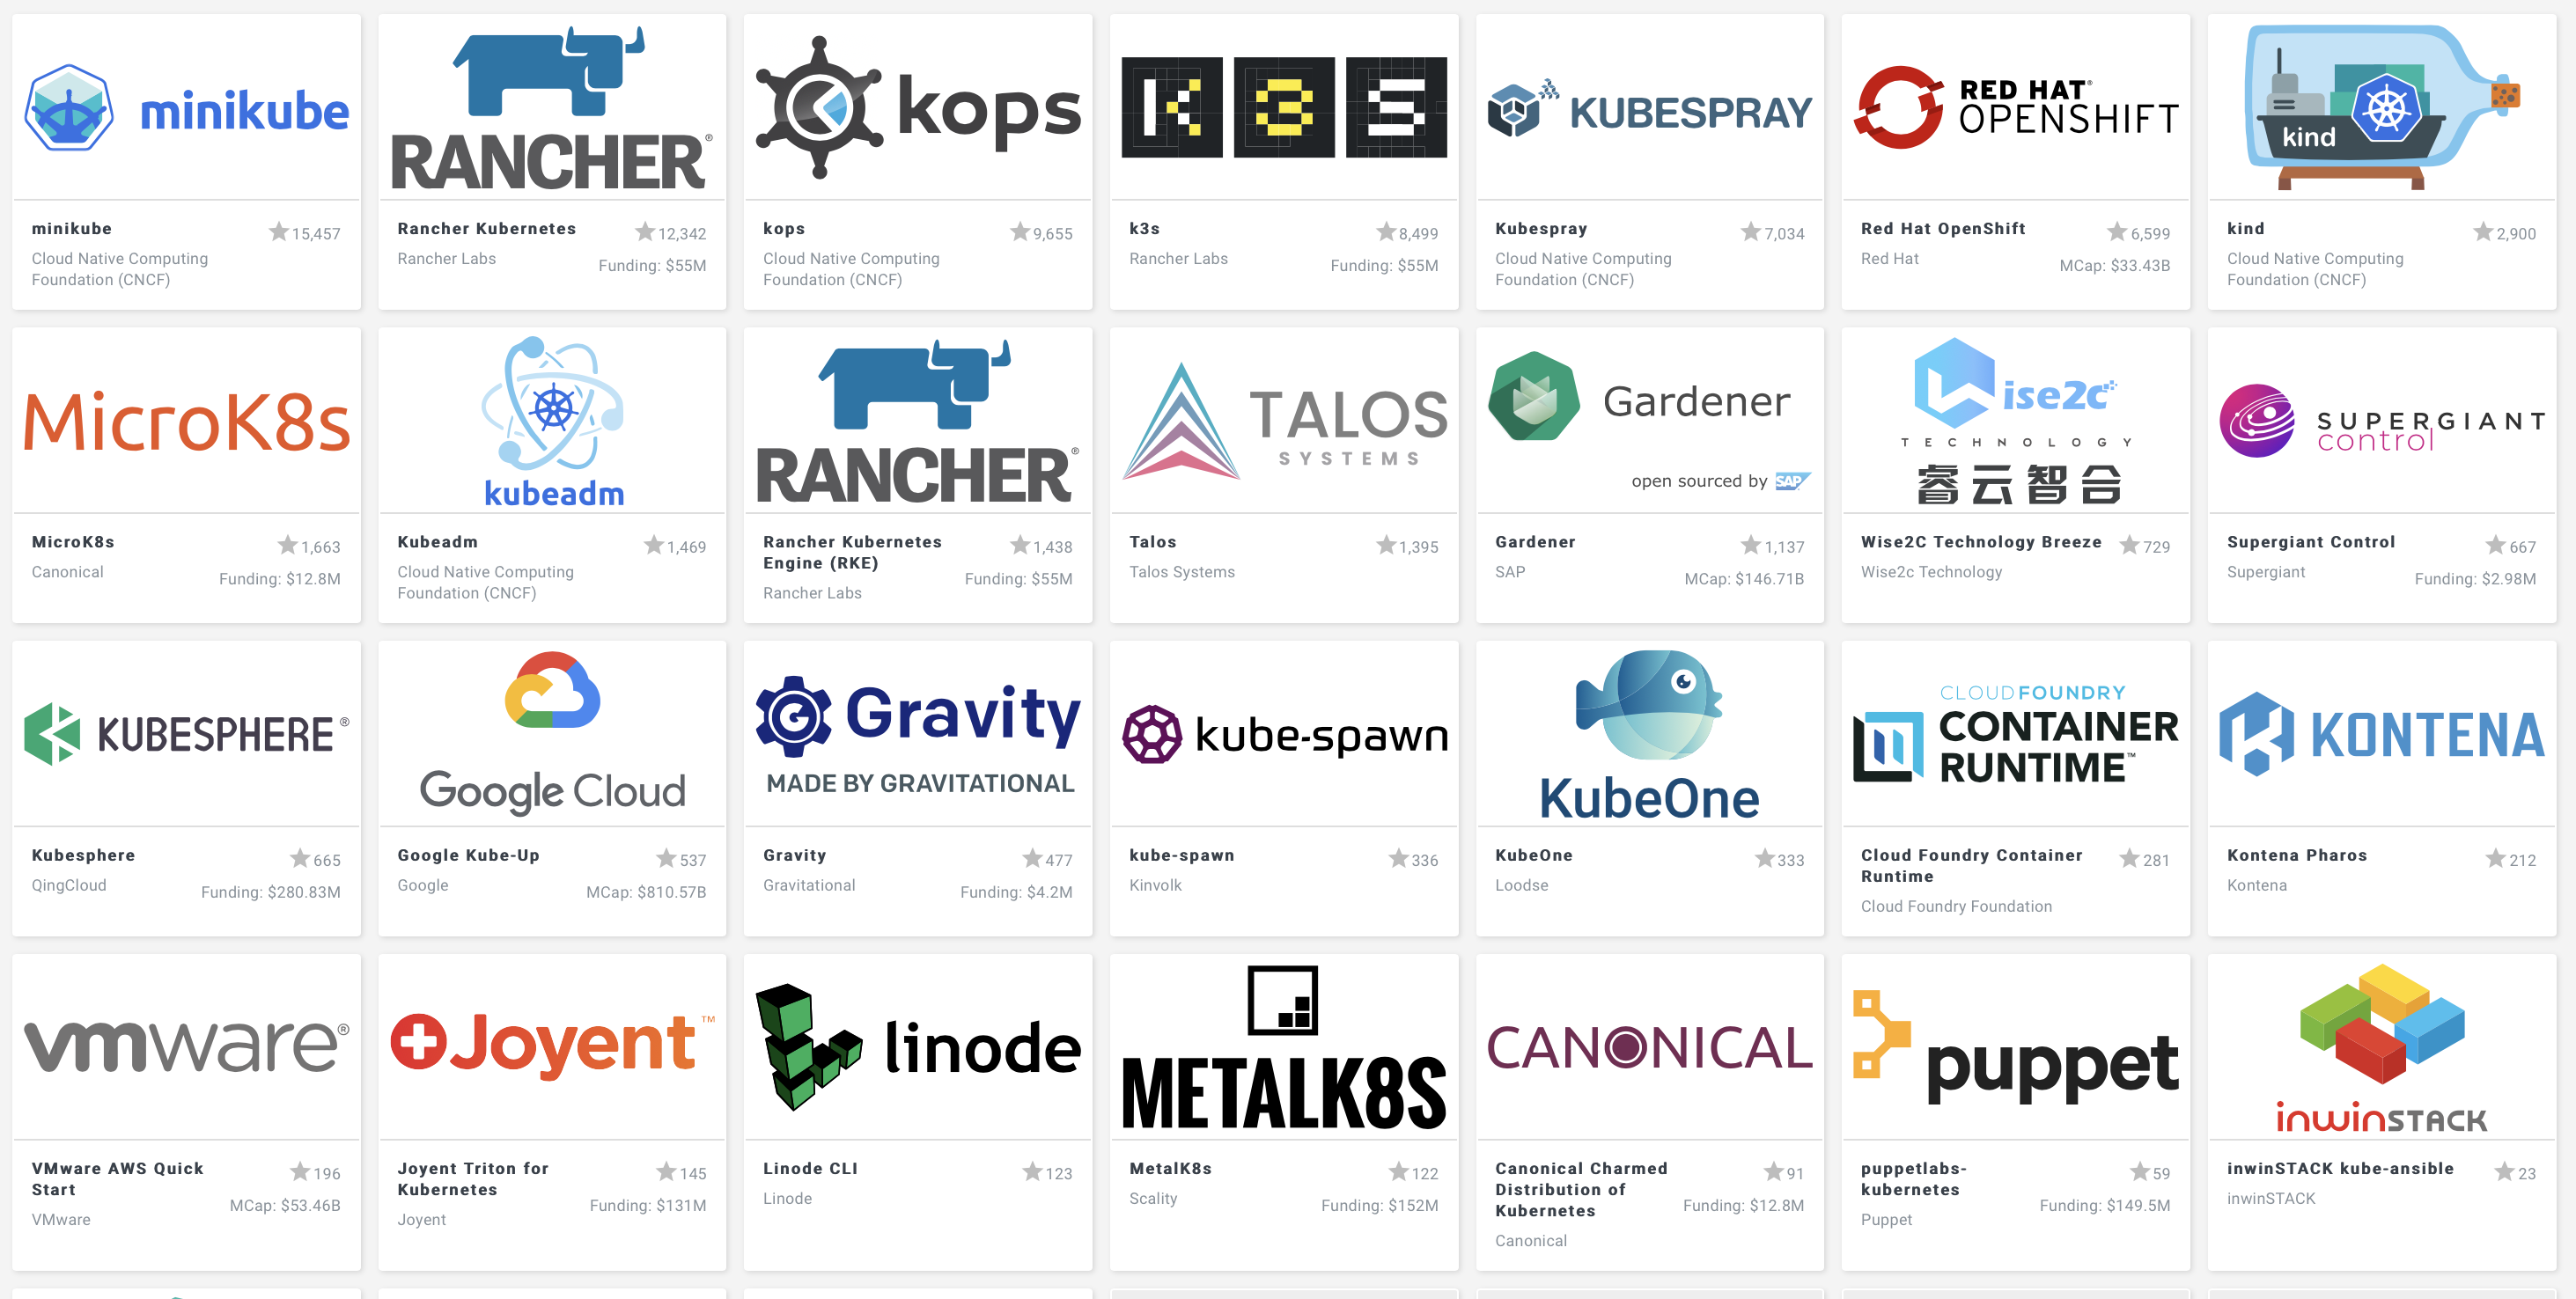 minikube
minikube
15,457
Cloud Native Computing
Foundation (CNCF)
RANCHER®
Rancher Kubernetes
12,342
Rancher Labs
Funding: $55M
kops
kops
9,655
Cloud Native Computing
Foundation (CNCF)
K3S
k3s
8,499
Rancher Labs
Funding: $55M
KUBESPRAY
Kubespray
7,034
Cloud Native Computing
Foundation (CNCF)
RED HAT®
OPENSHIFT
Red Hat OpenShift
6,599
Red Hat
MCap: $33.43B
kind
kind
2,900
Cloud Native Computing
Foundation (CNCF)
MicroK8s
MicroK8s
1,663
Canonical
Funding: $12.8M
kubeadm
Kubeadm
1,469
Cloud Native Computing
Foundation (CNCF)
RANCHER®
Rancher Kubernetes
Engine (RKE)
1,438
Rancher Labs
Funding: $55M
TALOS
SYSTEMS
Talos
1,395
Talos Systems
Gardener
open sourced by SAP
Gardener
1,137
SAP
MCap: $146.71B
ise2c
TECHNOLOGY
睿云智合
Wise2C Technology Breeze
729
Wise2c Technology
SUPERGIANT
control
Supergiant Control
667
Supergiant
Funding: $2.98M
KUBESPHERE®
Kubesphere
665
QingCloud
Funding: $280.83M
Google Cloud
Google Kube-Up
537
Google
MCap: $810.57B
Gravity
MADE BY GRAVITATIONAL
Gravity
477
Gravitational
Funding: $4.2M
kube-spawn
kube-spawn
336
Kinvolk
KubeOne
KubeOne
333
Loodse
CLOUDFOUNDRY
CONTAINER
RUNTIME™
Cloud Foundry Container
Runtime
281
Cloud Foundry Foundation
KONTENA
Kontena Pharos
212
Kontena
vmware®
VMware AWS Quick
Start
196
VMware
MCap: $53.46B
Joyent™
Joyent Triton for
Kubernetes
145
Joyent
Funding: $131M
linode
Linode CLI
123
Linode
METALK8S
MetalK8s
122
Scality
Funding: $152M
CANONICAL
Canonical Charmed
Distribution of
Kubernetes
91
Canonical
Funding: $12.8M
puppet
puppetlabs-
kubernetes
59
Puppet
Funding: $149.5M
inwinSTACK
inwinSTACK kube-ansible
23
inwinSTACK